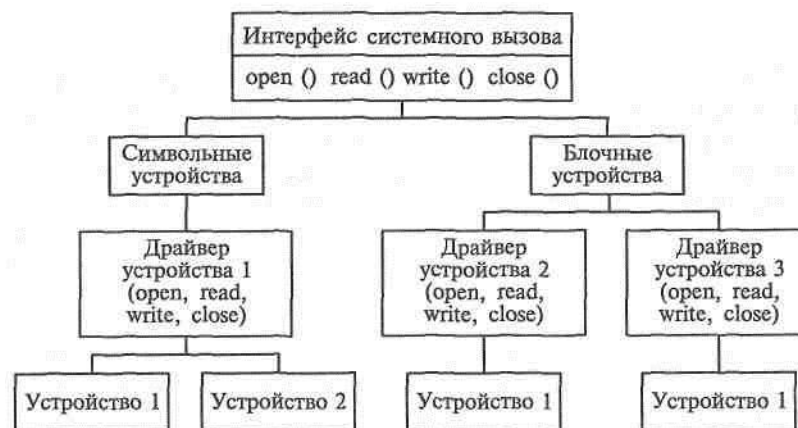 Интерфейс системного вызова
open () read () write () close ()
Символьные
устройства
Блочные
устройства
Драйвер
устройства 1
(open, read,
write, close)
Драйвер
устройства 2
(open, read,
write, close)
Драйвер
устройства 3
(open, read,
write, close)
Устройство 1
Устройство 2
Устройство 1
Устройство 1